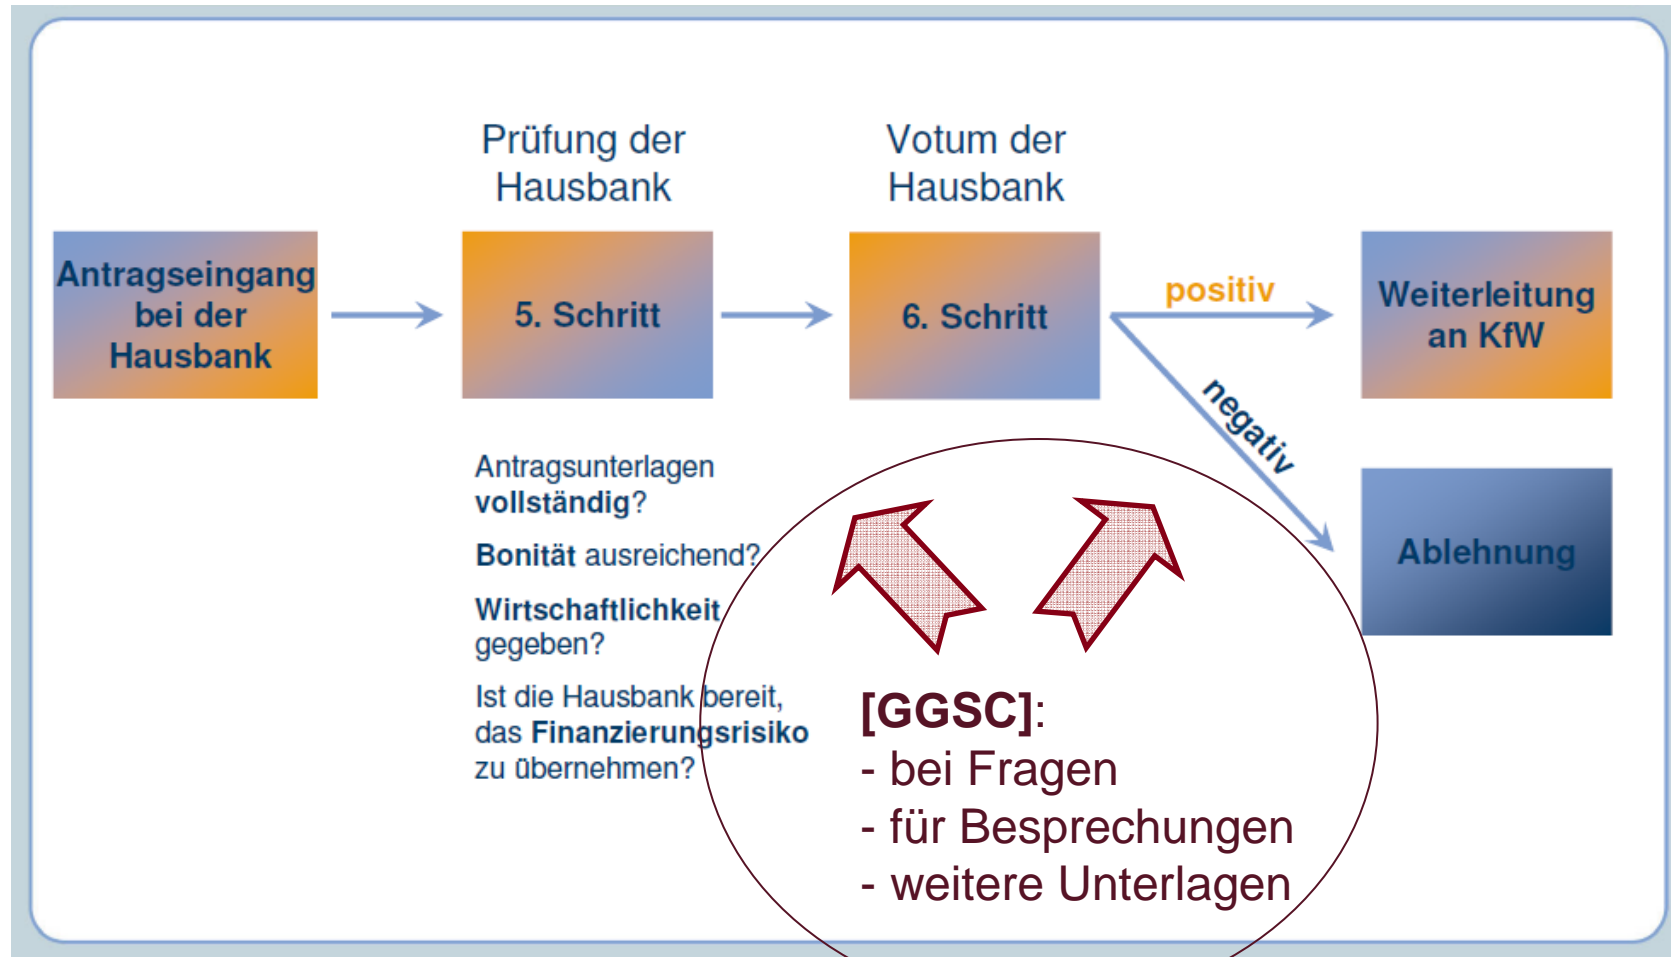 Prüfung der
Hausbank
Votum der
Hausbank
Antragseingang
bei der
Hausbank
5. Schritt
6. Schritt
positiv
negativ
Weiterleitung
an KfW
Ablehnung
Antragsunterlagen
vollständig?
Bonität ausreichend?
Wirtschaftlichkeit
gegeben?
Ist die Hausbank bereit,
das Finanzierungsrisiko
zu übernehmen?
[GGSC]:
- bei Fragen
- für Besprechungen
- weitere Unterlagen